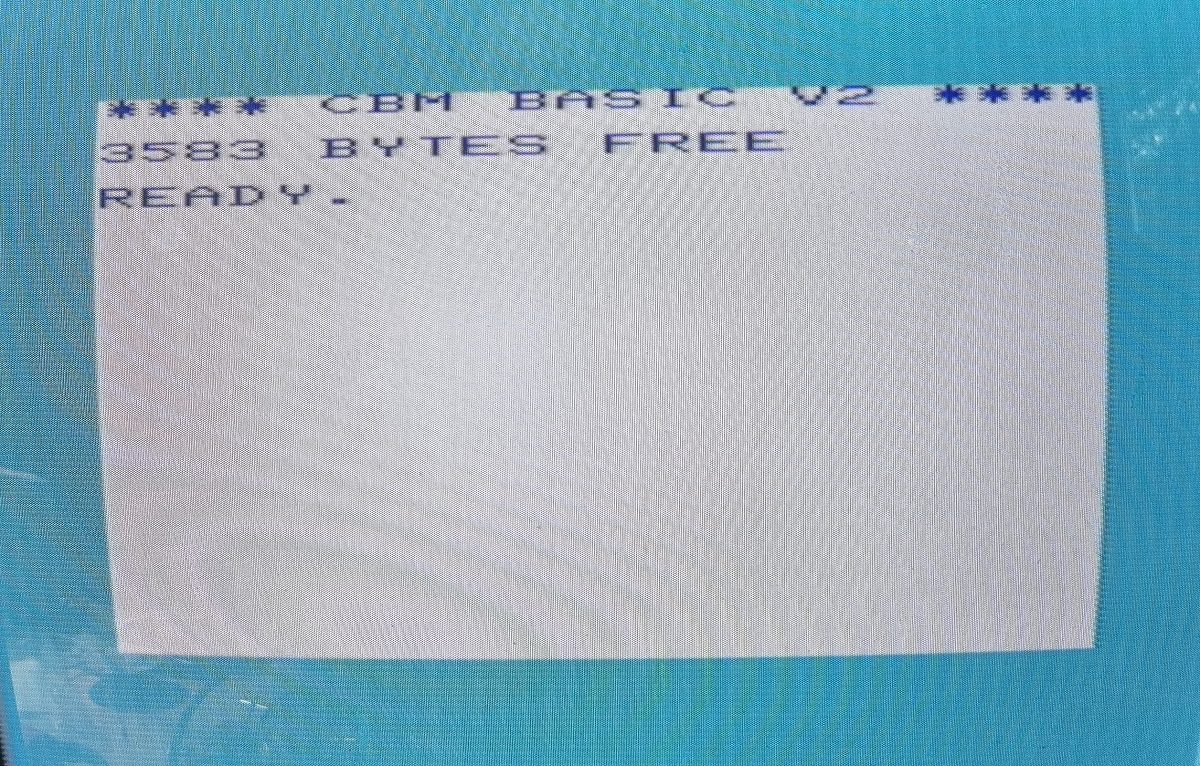 **** CBM BASIC V2 ****
3583 BYTES FREE
READY.